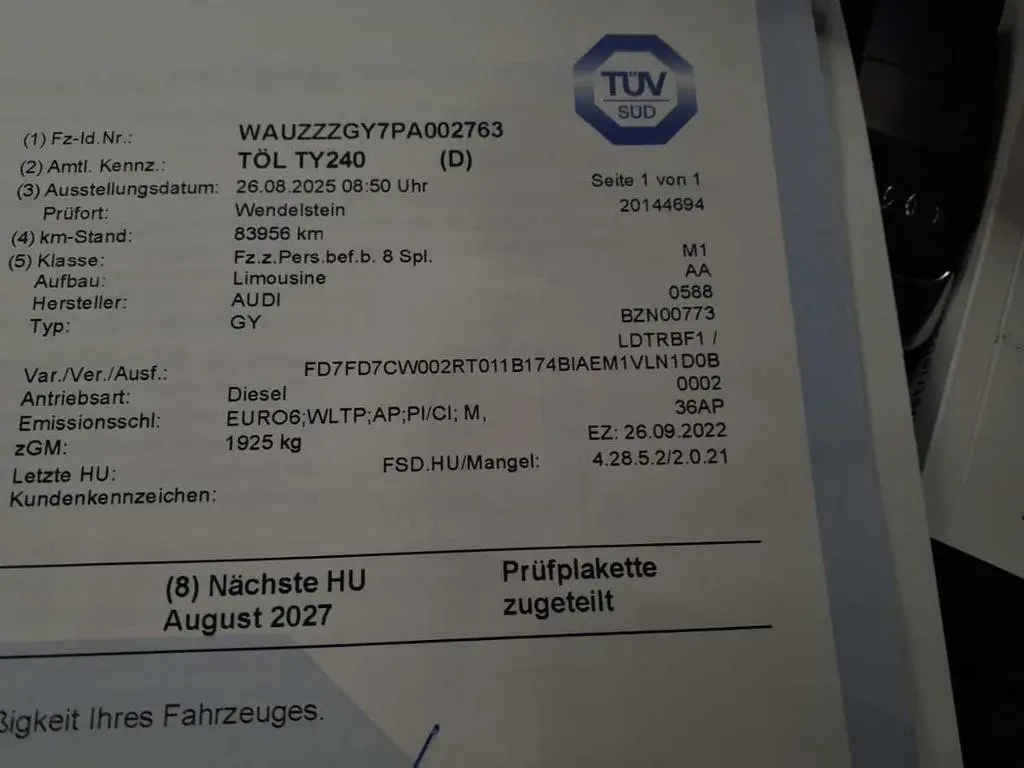 TÜV
SÜD
(1) Fz-Id.Nr.: WAUZZZGY7PA002763
(2) Amtl. Kennz.: TÖL TY240 (D)
(3) Ausstellungsdatum: 26.08.2025 08:50 Uhr Seite 1 von 1
Prüfort: Wendelstein 20144694
(4) km-Stand: 83956 km
(5) Klasse: Fz.z.Pers.bef.b. 8 Spl. M1
Aufbau: Limousine AA
Hersteller: AUDI 0588
Typ: GY BZN00773
LDTRBF1 /
Var./Ver./Ausf.: FD7FD7CW002RT011B174BIAEM1VLN1D0B
Antriebsart: Diesel 0002
Emissionsschl: EURO6;WLTP;AP;PI/CI; M, 36AP
zGM: 1925 kg EZ: 26.09.2022
Letzte HU: FSD.HU/Mangel: 4.28.5.2/2.0.21
Kundenkennzeichen:
(8) Nächste HU Prüfplakette
August 2027 zugeteilt
ßigkeit Ihres Fahrzeuges.